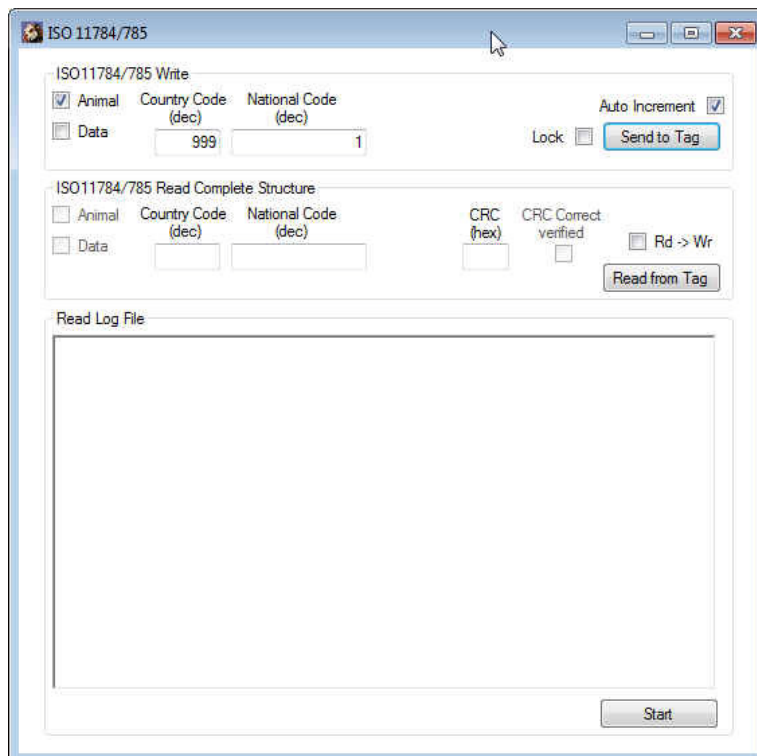 ISO 11784/785
ISO11784/785 Write
Animal
Country Code
(dec)
National Code
(dec)
Auto Increment
Data
999
1
Lock
Send to Tag
ISO11784/785 Read Complete Structure
Animal
Country Code
(dec)
National Code
(dec)
CRC
(hex)
CRC Correct
verified
Data
Rd -> Wr
Read from Tag
Read Log File
Start